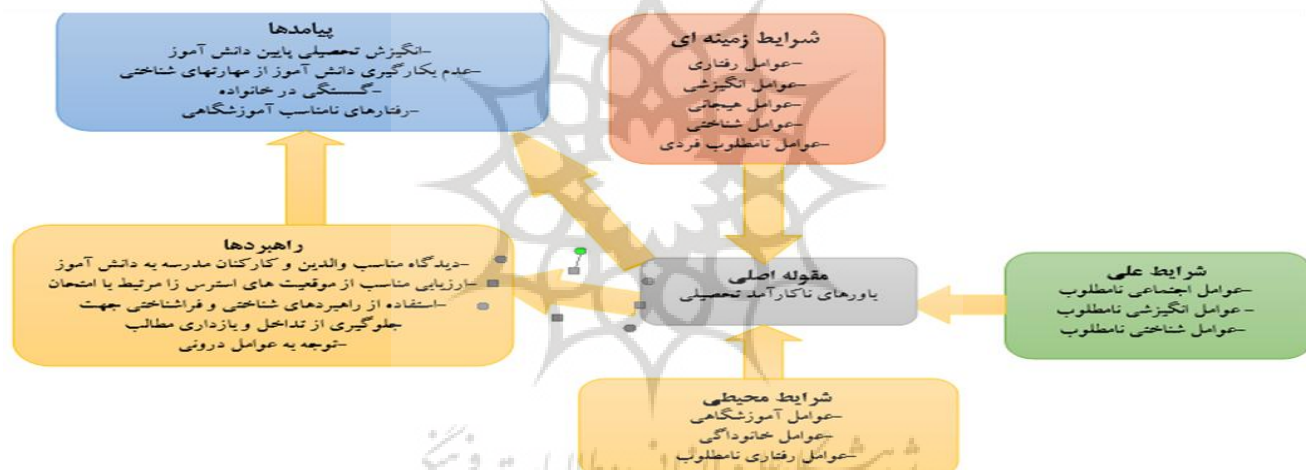 شرایط زمینه ای
-عوامل رفتاری
-عوامل انگیزشی
-عوامل هیجانی
-عوامل شناختی
-عوامل نامطلوب فردی
پیامدها
-انگیزش تحصیلی پایین دانش آموز
-عدم بکارگیری دانش آموز از مهارتهای شناختی
-گسستگی در خانواده
-رفتارهای نامناسب آموزشگاهی
شرایط علی
-عوامل اجتماعی نامطلوب
- عوامل انگیزشی نامطلوب
-عوامل شناختی نامطلوب
مقوله اصلی
باورهای ناکارآمد تحصیلی
راهبردها
-دیدگاه مناسب والدین و کارکنان مدرسه به دانش آموز
-ارزیابی مناسب از موقعیت های استرس زا مرتبط با امتحان
-استفاده از راهبردهای شناختی و فراشناختی جهت
جلوگیری از تداخل و بازداری مطالب
-توجه به عوامل درونی
شرایط محیطی
-عوامل آموزشگاهی
-عوامل خانوداگی
-عوامل رفتاری نامطلوب